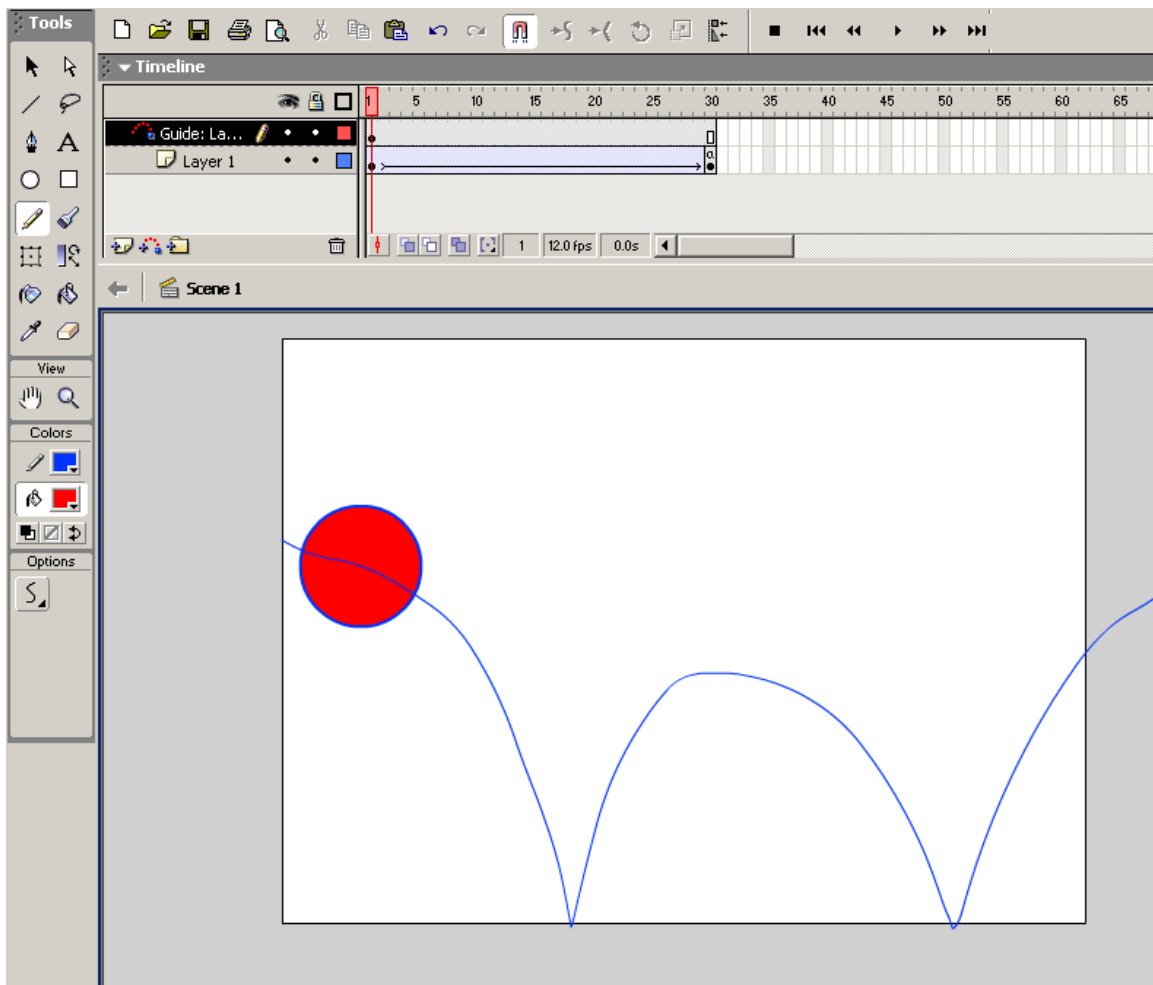 Tools
Timeline
1 5 10 15 20 25 30 35 40 45 50 55 60 65
Guide: La...
a
Layer 1
1 12.0 fps 0.0s
Scene 1
View
Colors
Options